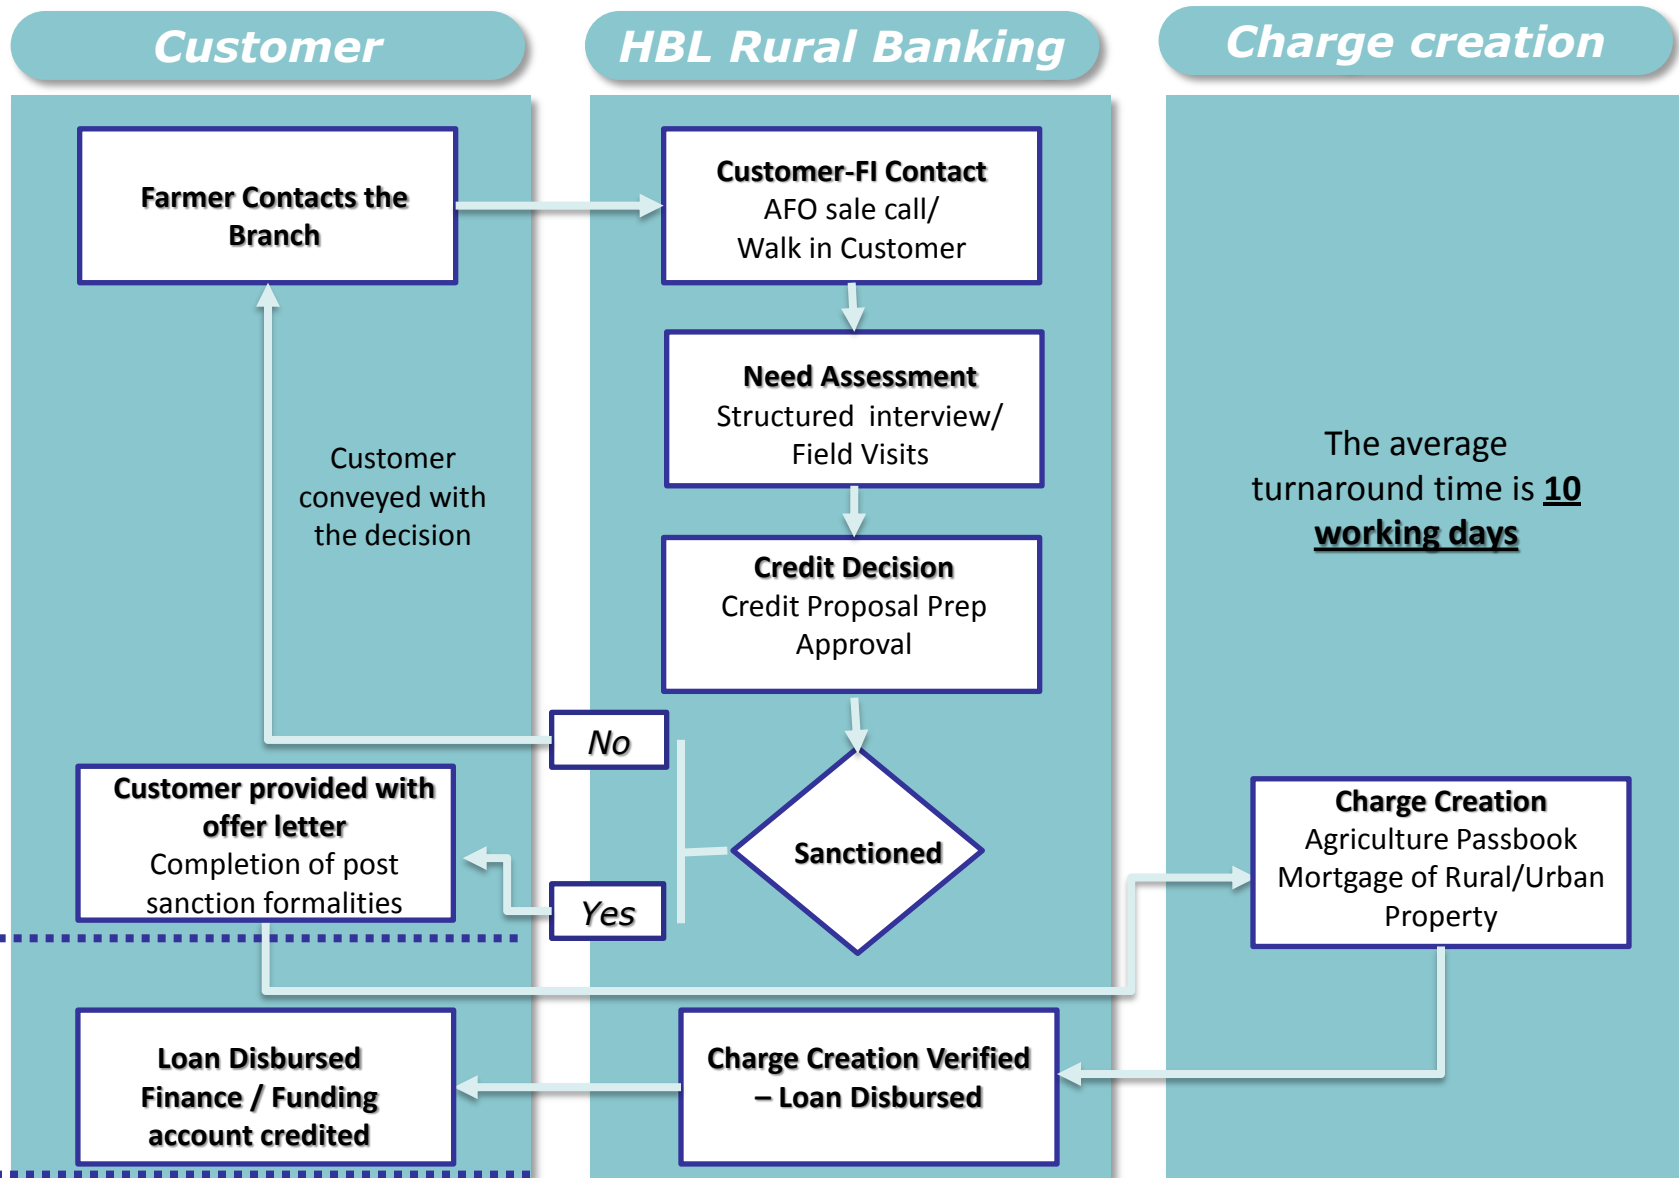 Customer
HBL Rural Banking
Charge creation
Farmer Contacts the
Branch
Customer-FI Contact
AFO sale call/
Walk in Customer
Need Assessment
Structured interview/
Field Visits
Customer
conveyed with
the decision
The average
turnaround time is 10
working days
Credit Decision
Credit Proposal Prep
Approval
No
Customer provided with
offer letter
Completion of post
sanction formalities
Sanctioned
Yes
Charge Creation
Agriculture Passbook
Mortgage of Rural/Urban
Property
Loan Disbursed
Finance / Funding
account credited
Charge Creation Verified
– Loan Disbursed